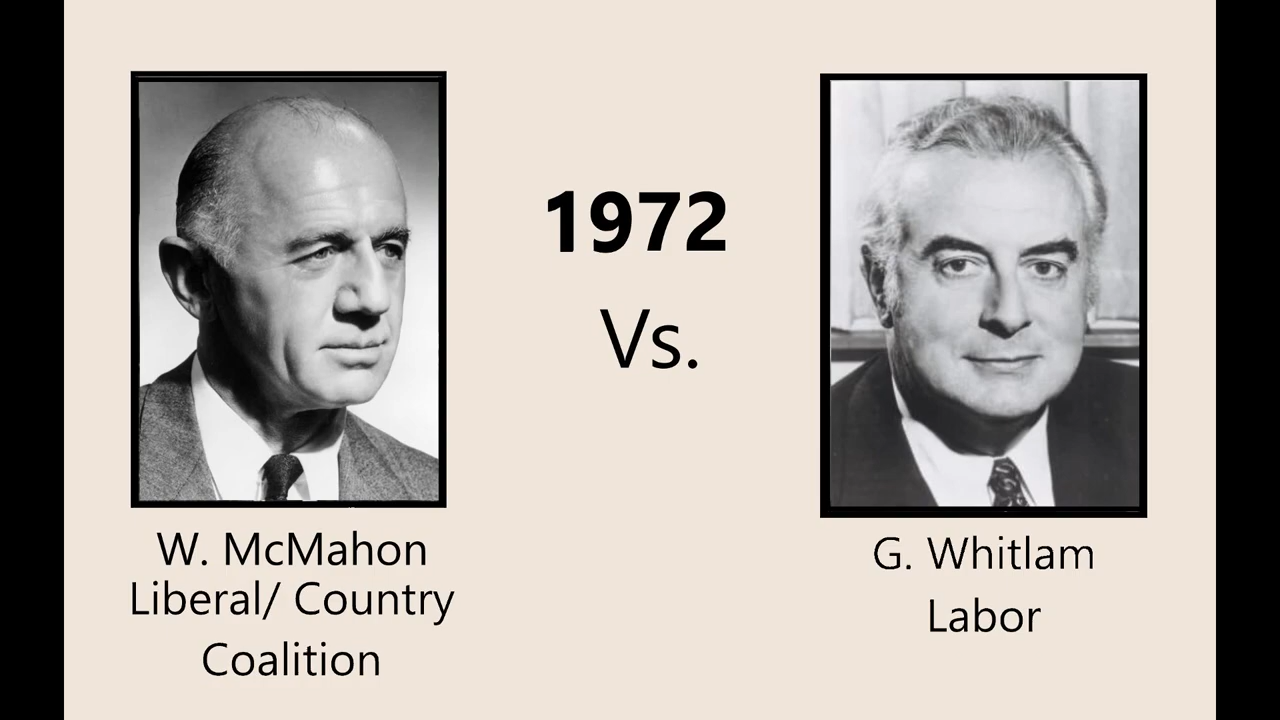 1972
Vs.
W. McMahon
Liberal/ Country
Coalition
G. Whitlam
Labor